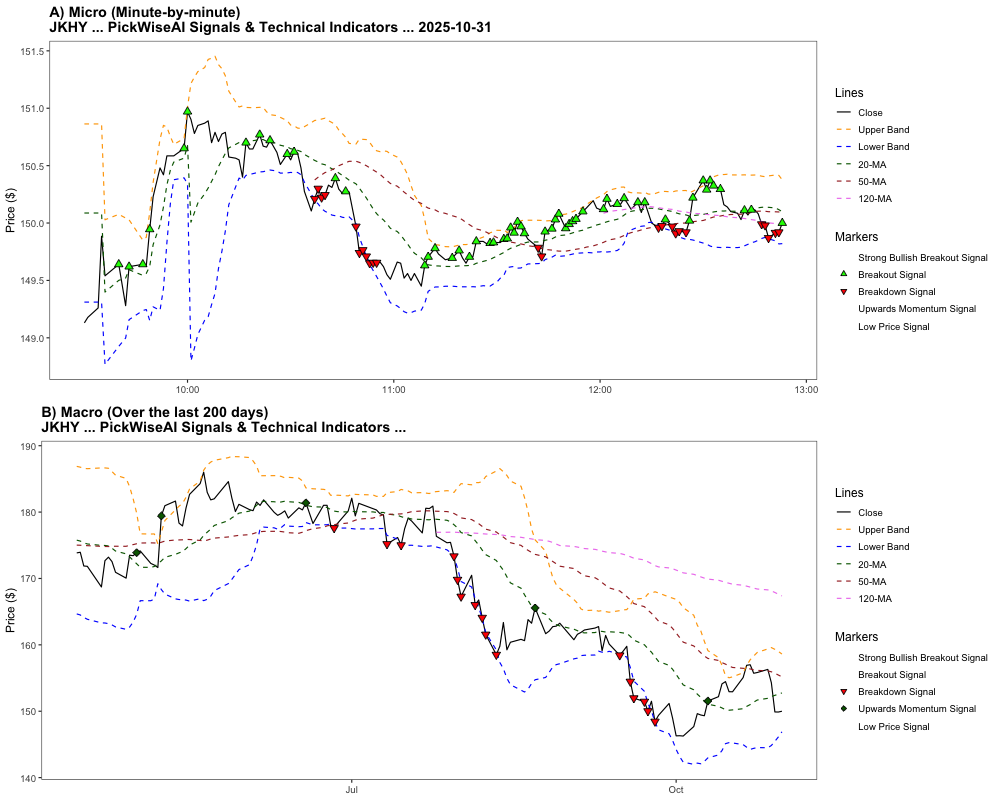 A) Micro (Minute-by-minute)
JKHY ... PickWiseAI Signals & Technical Indicators ... 2025-10-31
151.5
151.0
150.5
150.0
149.5
149.0
Price ($)
10:00
11:00
12:00
13:00
Lines
Close
Upper Band
Lower Band
20-MA
50-MA
120-MA
Markers
Strong Bullish Breakout Signal
Breakout Signal
Breakdown Signal
Upwards Momentum Signal
Low Price Signal
B) Macro (Over the last 200 days)
JKHY ... PickWiseAI Signals & Technical Indicators ...
190
180
170
160
150
140
Price ($)
Jul
Oct
Lines
Close
Upper Band
Lower Band
20-MA
50-MA
120-MA
Markers
Strong Bullish Breakout Signal
Breakout Signal
Breakdown Signal
Upwards Momentum Signal
Low Price Signal